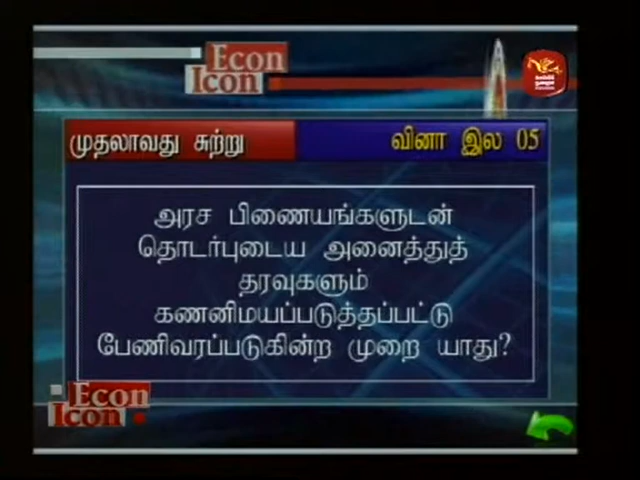 Econ
Icon
முதலாவது சுற்று
வினா இல 05
அரச பிணையங்களுடன்
தொடர்புடைய அனைத்துத்
தரவுகளும்
கணனிமயப்படுத்தப்பட்டு
பேணிவரப்படுகின்ற முறை யாது?
Econ
Icon